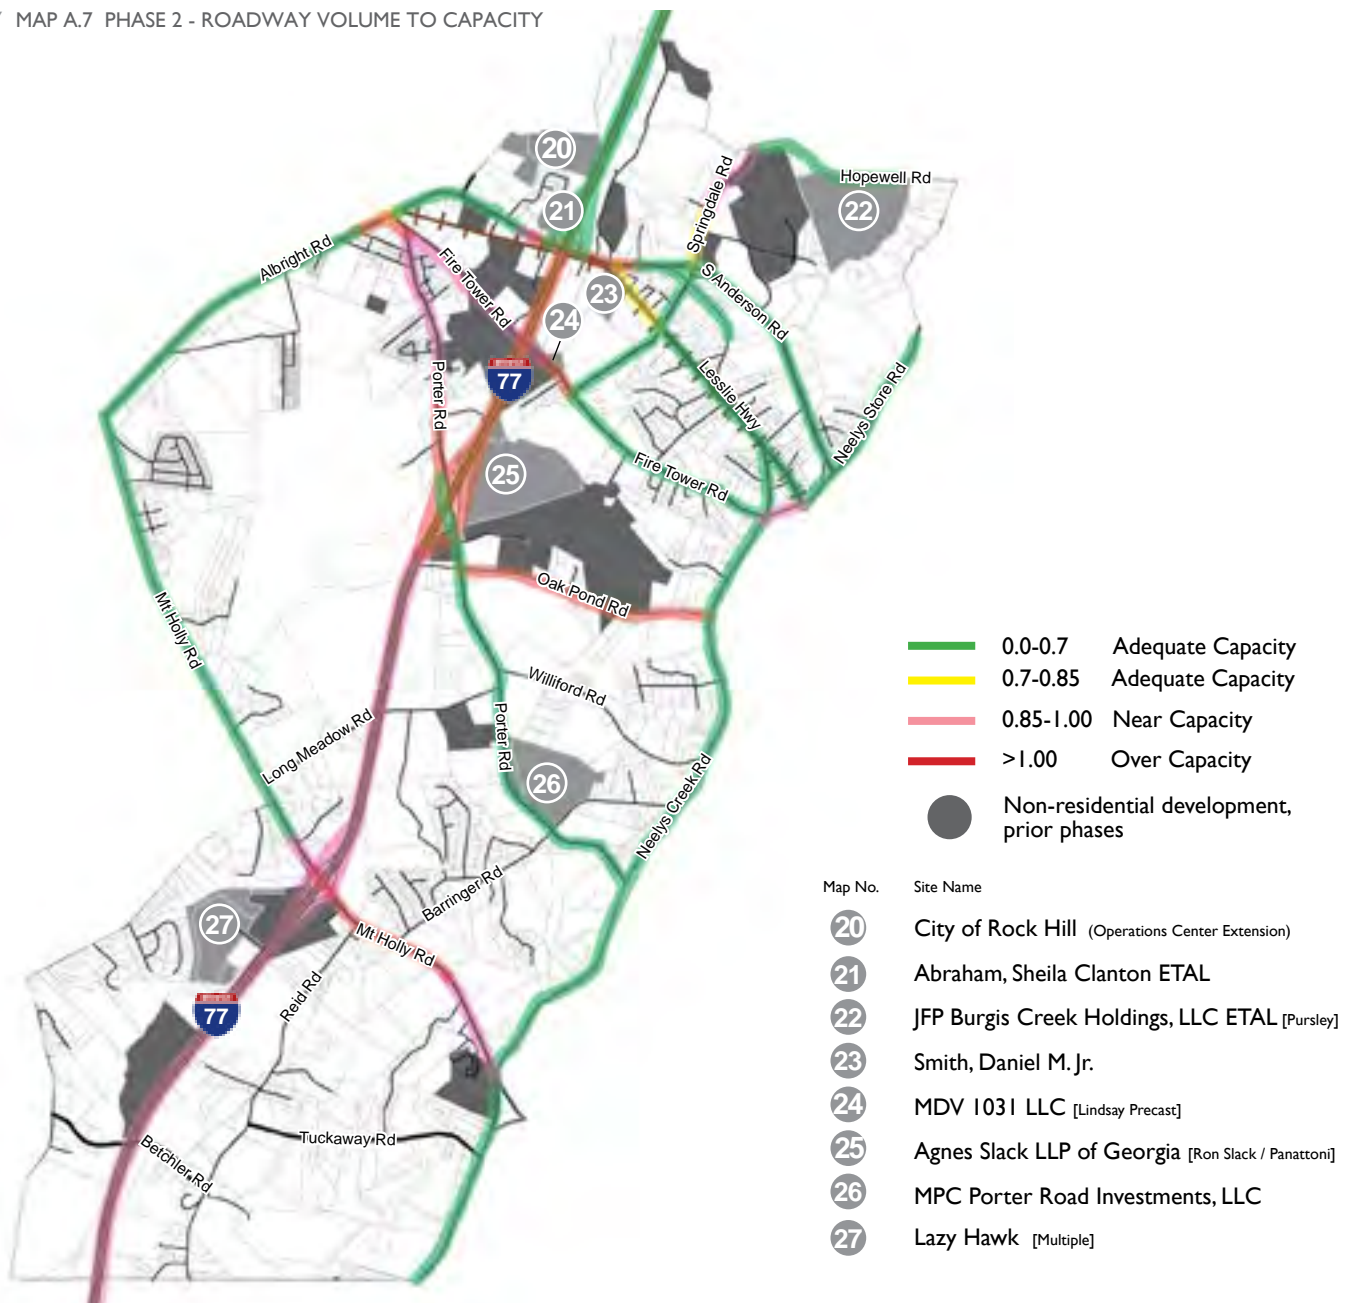 MAP A.7 PHASE 2 - ROADWAY VOLUME TO CAPACITY
20
Hopewell Rd
Springdale Rd
21
22
Albright Rd
Fire Tower Rd
S Anderson Rd
23
24
77
Porter Rd
Lesslie Hwy
Neelys Store Rd
25
Fire Tower Rd
Oak Pond Rd
Mt Holly Rd
0.0-0.7 Adequate Capacity
Williford Rd
0.7-0.85 Adequate Capacity
Long Meadow Rd
Porter Rd
0.85-1.00 Near Capacity
>1.00 Over Capacity
26
Neelys Creek Rd
Non-residential development,
prior phases
Barringer Rd
Map No. Site Name
27
Mt Holly Rd
20 City of Rock Hill (Operations Center Extension)
21 Abraham, Sheila Clanton ETAL
Reid Rd
77
22 JFP Burgis Creek Holdings, LLC ETAL [Pursley]
23 Smith, Daniel M. Jr.
24 MDV 1031 LLC [Lindsay Precast]
Tuckaway Rd
Betchler Rd
25 Agnes Slack LLP of Georgia [Ron Slack / Panattoni]
26 MPC Porter Road Investments, LLC
27 Lazy Hawk [Multiple]